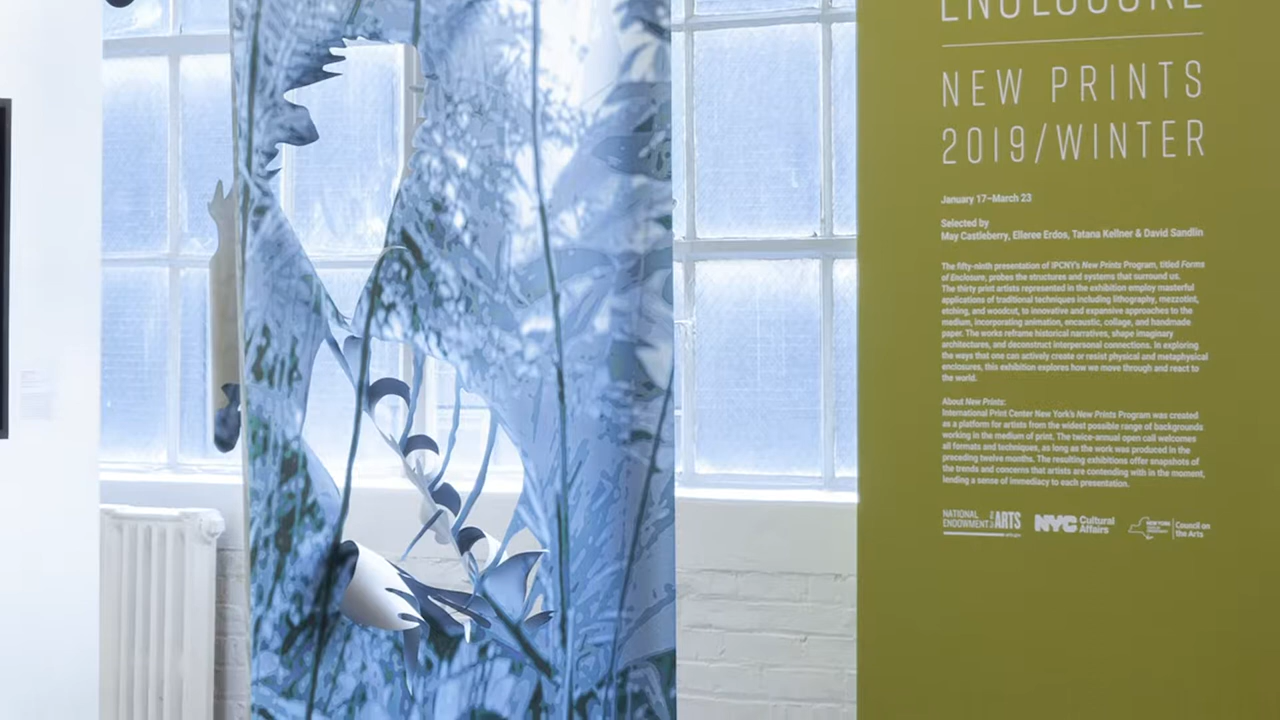 ENCLOSURE
NEW PRINTS
2019/WINTER
January 17–March 23
Selected by
May Castleberry, Elleree Erdos, Tatana Kellner & David Sandlin
The fifty-ninth presentation of IPCNY's New Prints Program, titled Forms
of Enclosure, probes the structures and systems that surround us.
The thirty print artists represented in the exhibition employ masterful
applications of traditional techniques including lithography, mezzotint,
etching, and woodcut, to innovative and expansive approaches to the
medium, incorporating animation, encaustic, collage, and handmade
paper. The works reframe historical narratives, shape imaginary
architectures, and deconstruct interpersonal connections. In exploring
the ways that one can actively create or resist physical and metaphysical
enclosures, this exhibition explores how we move through and react to
the world.
About New Prints:
International Print Center New York's New Prints Program was created
as a platform for artists from the widest possible range of backgrounds
working in the medium of print. The twice-annual open call welcomes
all formats and techniques, as long as the work was produced in the
preceding twelve months. The resulting exhibitions offer snapshots of
the trends and concerns that artists are contending with in the moment,
lending a sense of immediacy to each presentation.
NATIONAL ENDOWMENT for the ARTS
arts.gov
NYC Cultural Affairs
NEW YORK
Council on the Arts